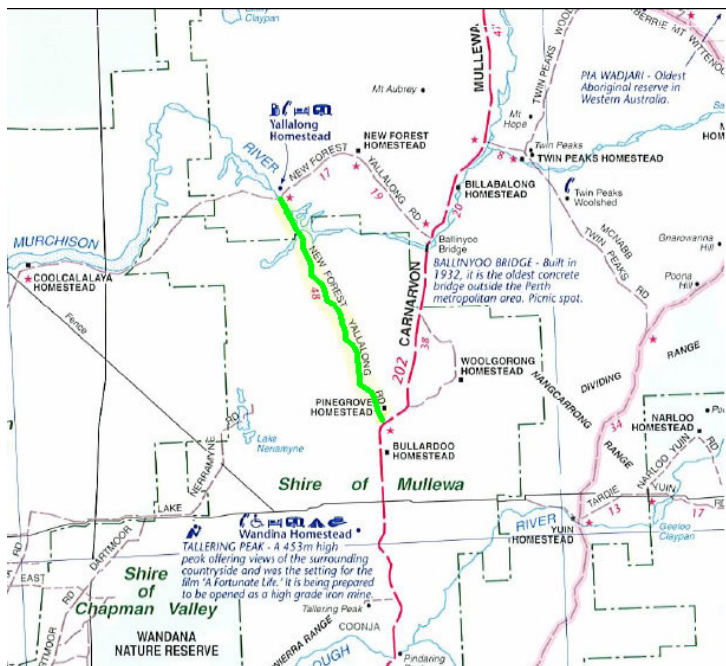 Claypan
MULLEWA
47
TWIN PEAKS WOOL
BERRIE MT WITTENOO
PIA WADJARI - Oldest
Aboriginal reserve in
Western Australia.
Mt Aubrey
Mt
Hope
Twin Peaks
TWIN PEAKS HOMESTEAD
8
Yallalong
Homestead
RIVER
NEW FOREST
HOMESTEAD
NEW FOREST YALLALONG RD
17
19
20
BILLABALONG
HOMESTEAD
Twin Peaks
Woolshed
MURCHISON
COOLCALALAYA
HOMESTEAD
Ballinyoo
Bridge
BALLINYOO BRIDGE - Built in
1932, it is the oldest concrete
bridge outside the Perth
metropolitan area. Picnic spot.
MCNABB
TWIN PEAKS RD
Gnarowanna
Hill
Poona
Hill
NEW FOREST YALLALONG RD
48
CARNARVON
202
38
Fence
WOOLGORONG
HOMESTEAD
NANGCARRONG RANGE
DIVIDING RANGE
34
PINEGROVE
HOMESTEAD
BULLARDOO
HOMESTEAD
NARLOO
HOMESTEAD
NARLOO YUIN RD
Lake
Nerramyne
NERRAMYNE RD
LAKE
Shire of Mullewa
TARDIE
13
YUIN
17
RIVER
YUIN
HOMESTEAD
Geeloo
Claypan
Wandina Homestead
TALLERING PEAK - A 453m high
peak offering views of the surrounding
countryside and was the setting for the
film 'A Fortunate Life.' It is being prepared
to be opened as a high grade iron mine.
RD
EAST
DARTMOOR RD
Shire
of
Chapman Valley
WANDANA
NATURE RESERVE
Tallering Peak
COONJA
RANGE
Pindaring